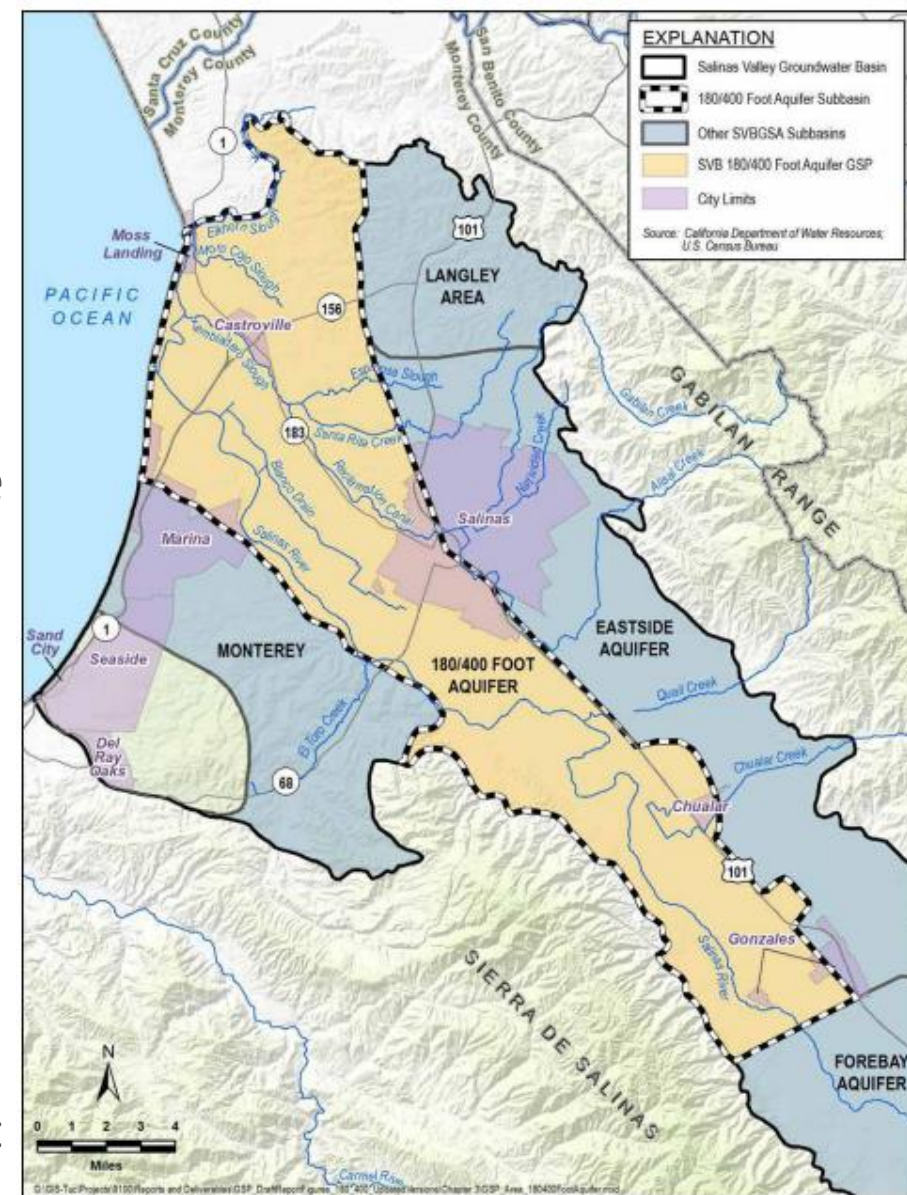 Santa Cruz County
Monterey County
San Benito County
Monterey County
EXPLANATION
Salinas Valley Groundwater Basin
180/400 Foot Aquifer Subbasin
Other SVBGSA Subbasins
SVB 180/400 Foot Aquifer GSP
City Limits
Source: California Department of Water Resources;
U.S. Census Bureau
1
101
Moss
Landing
Elkhorn Slough
Moro Cojo Slough
LANGLEY
AREA
PACIFIC
OCEAN
156
Castroville
Tembladero Slough
Espinosa Slough
GABILAN RANGE
Gabilan Creek
183
Santa Rita Creek
Natividad Creek
Alisal Creek
Reclamation Canal
Blanco Drain
Salinas
Salinas River
Marina
EASTSIDE
AQUIFER
Sand
City
1
Seaside
MONTEREY
180/400 FOOT
AQUIFER
Quail Creek
El Toro Creek
Del
Ray
Oaks
68
Chualar Creek
Chualar
101
Gonzales
Salinas River
SIERRA DE SALINAS
FOREBAY
AQUIFER
N
0 1 2 3 4
Miles
Carmel River